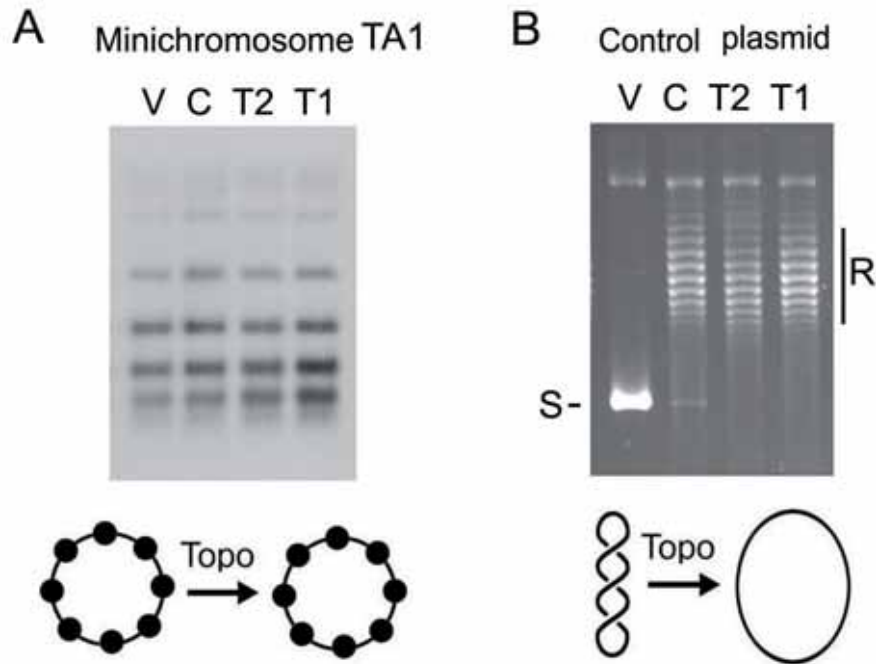 A
Minichromosome TA1
V C T2 T1
Topo
B
Control plasmid
V C T2 T1
R
S-
Topo